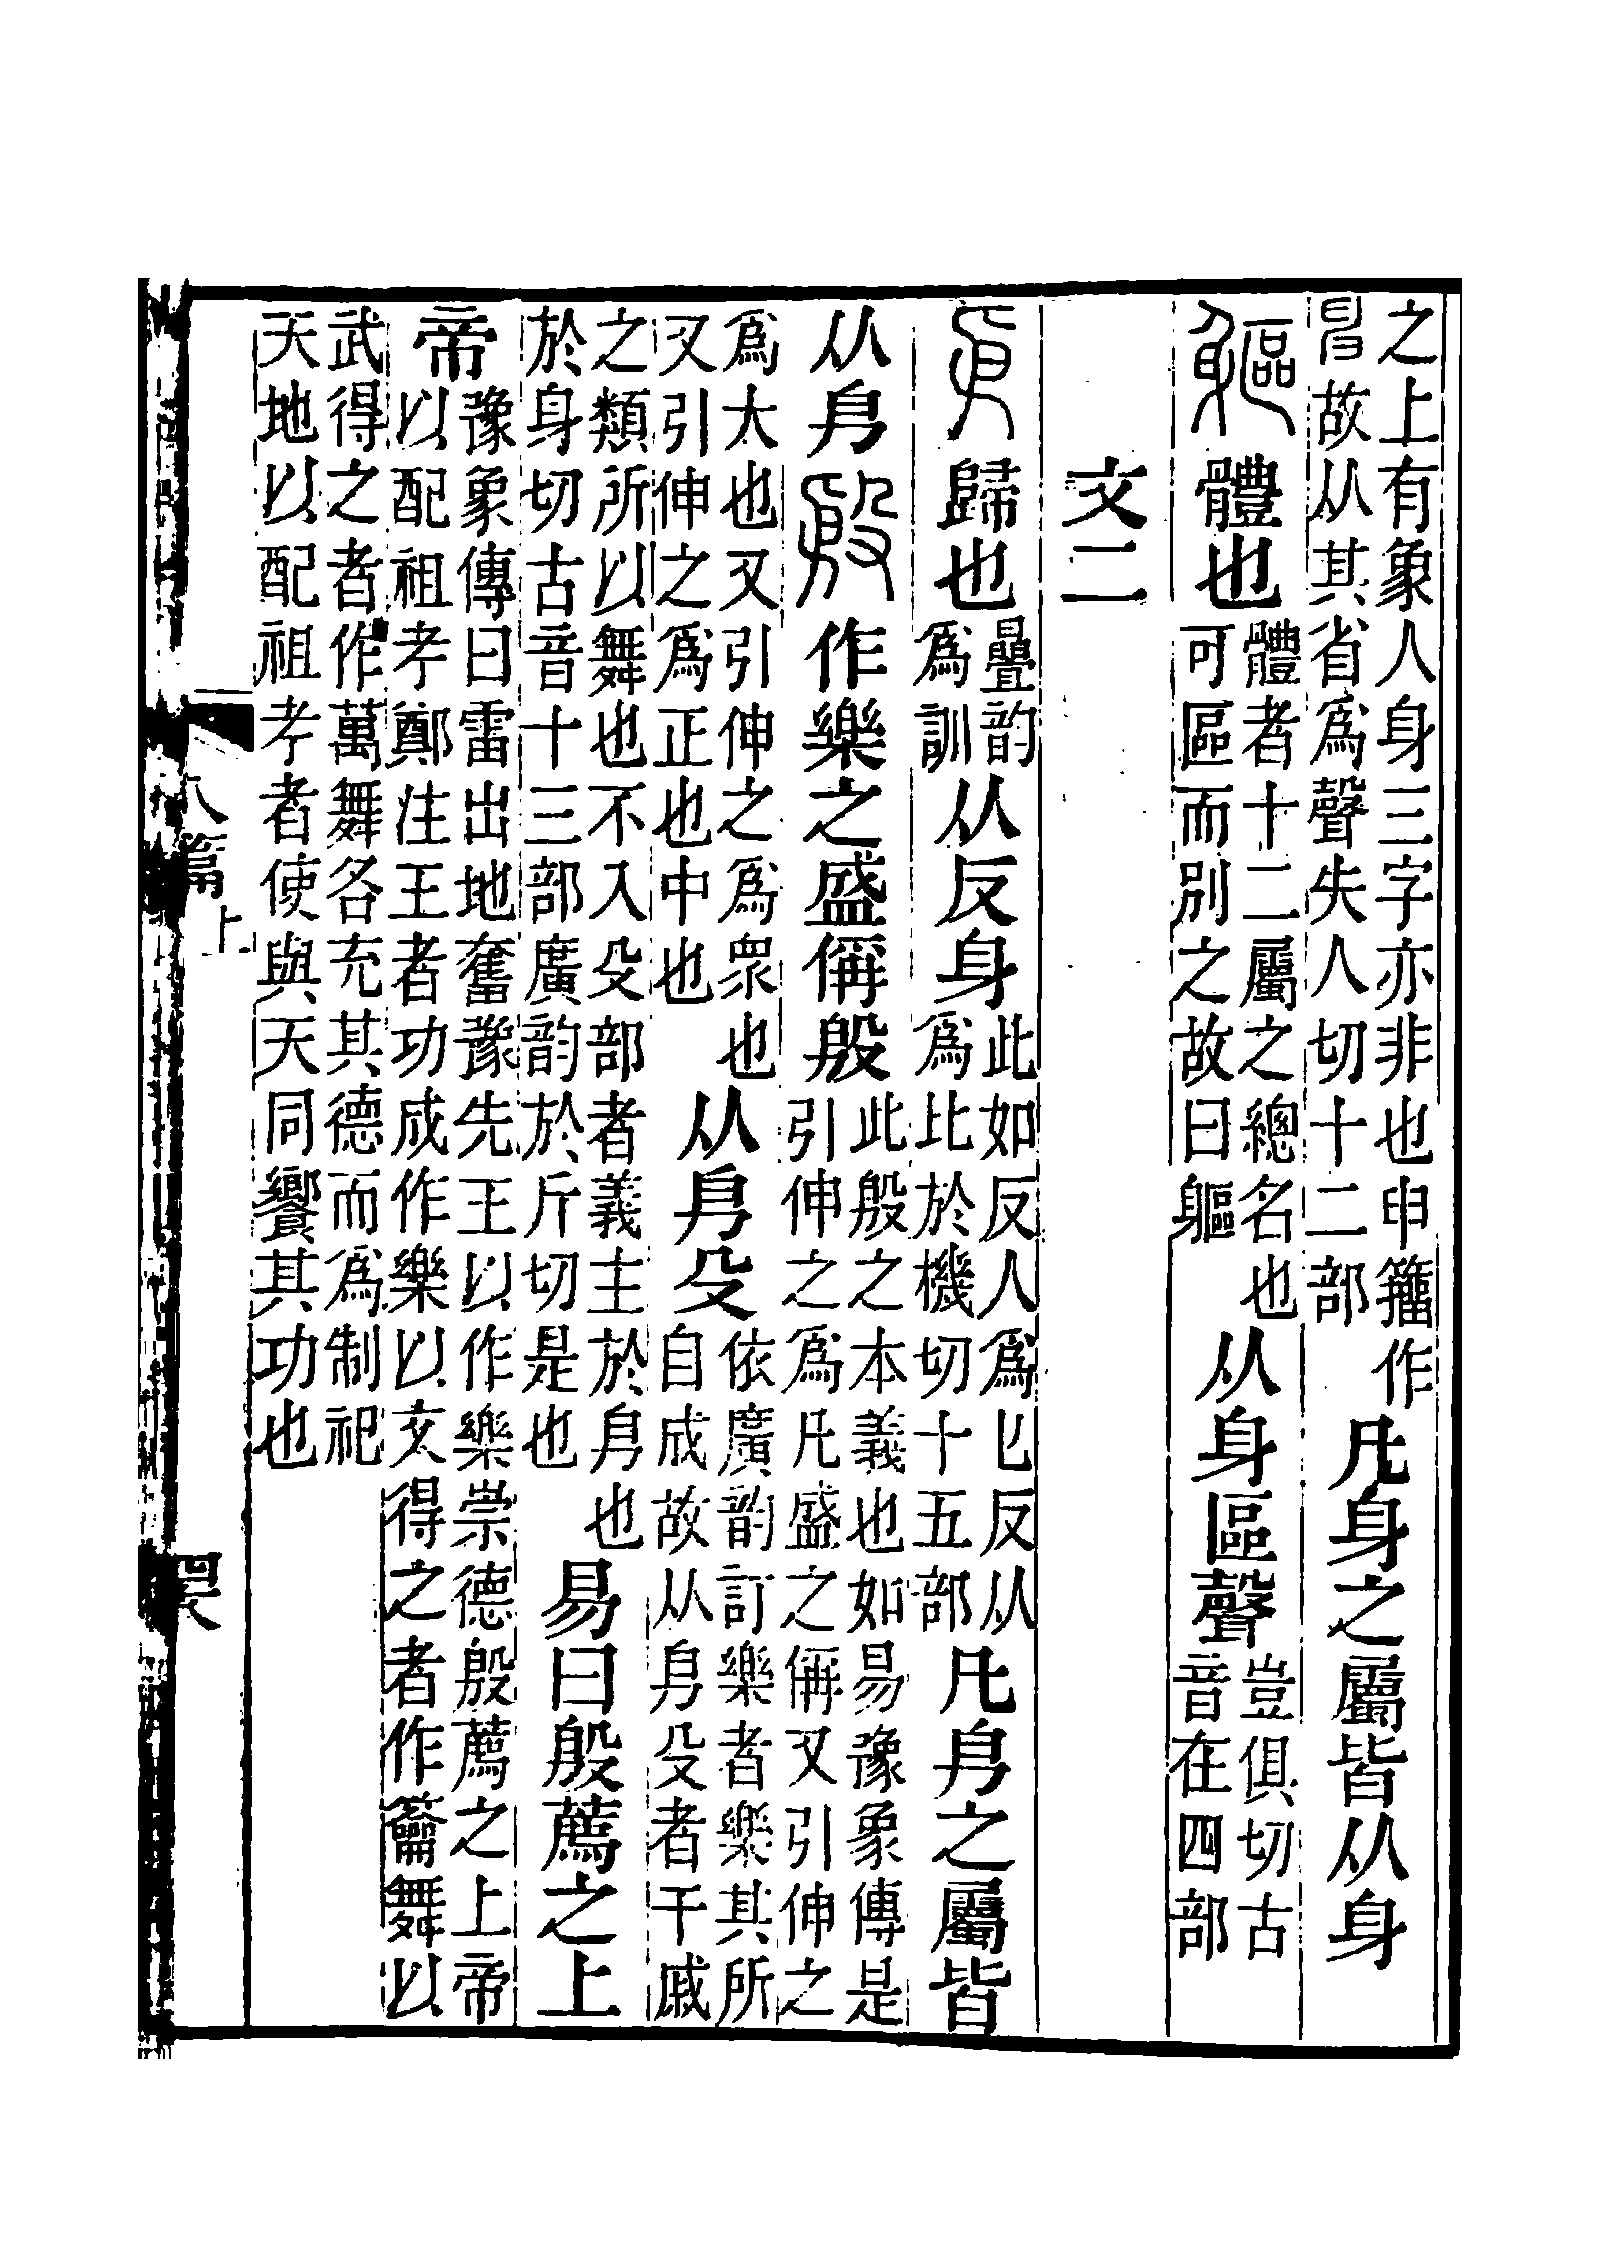 之上有象人身三字亦非也申籒作𦥔故从其省爲聲失人切十二部凡身之屬皆从身
軀體也體者十二屬之總名也可區而別之故曰軀从身區聲豈俱切古音在四部
文二
㐆歸也疊韵爲訓从反身此如反人爲匕反从爲比於機切十五部凡㐆之屬皆
从㐆殷作樂之盛偁殷此殷之本義也如易豫象傳是引伸之爲凡盛之偁又引伸之
爲大也又引伸之爲眾也又引伸之爲正也中也从㐆殳依廣韵訂樂者樂其所自成故从㐆殳者干戚
之類所以舞也不入殳部者義主於㐆也於身切古音十三部廣韵於斤切是也易曰殷薦之上
帝豫象傳曰雷出地奮豫先王以作樂崇德殷薦之上帝以配祖考鄭注王者功成作樂以文得之者作籥舞以
武得之者作萬舞各充其德而爲制祀天地以配祖考者使與天同饗其功也
八篇上